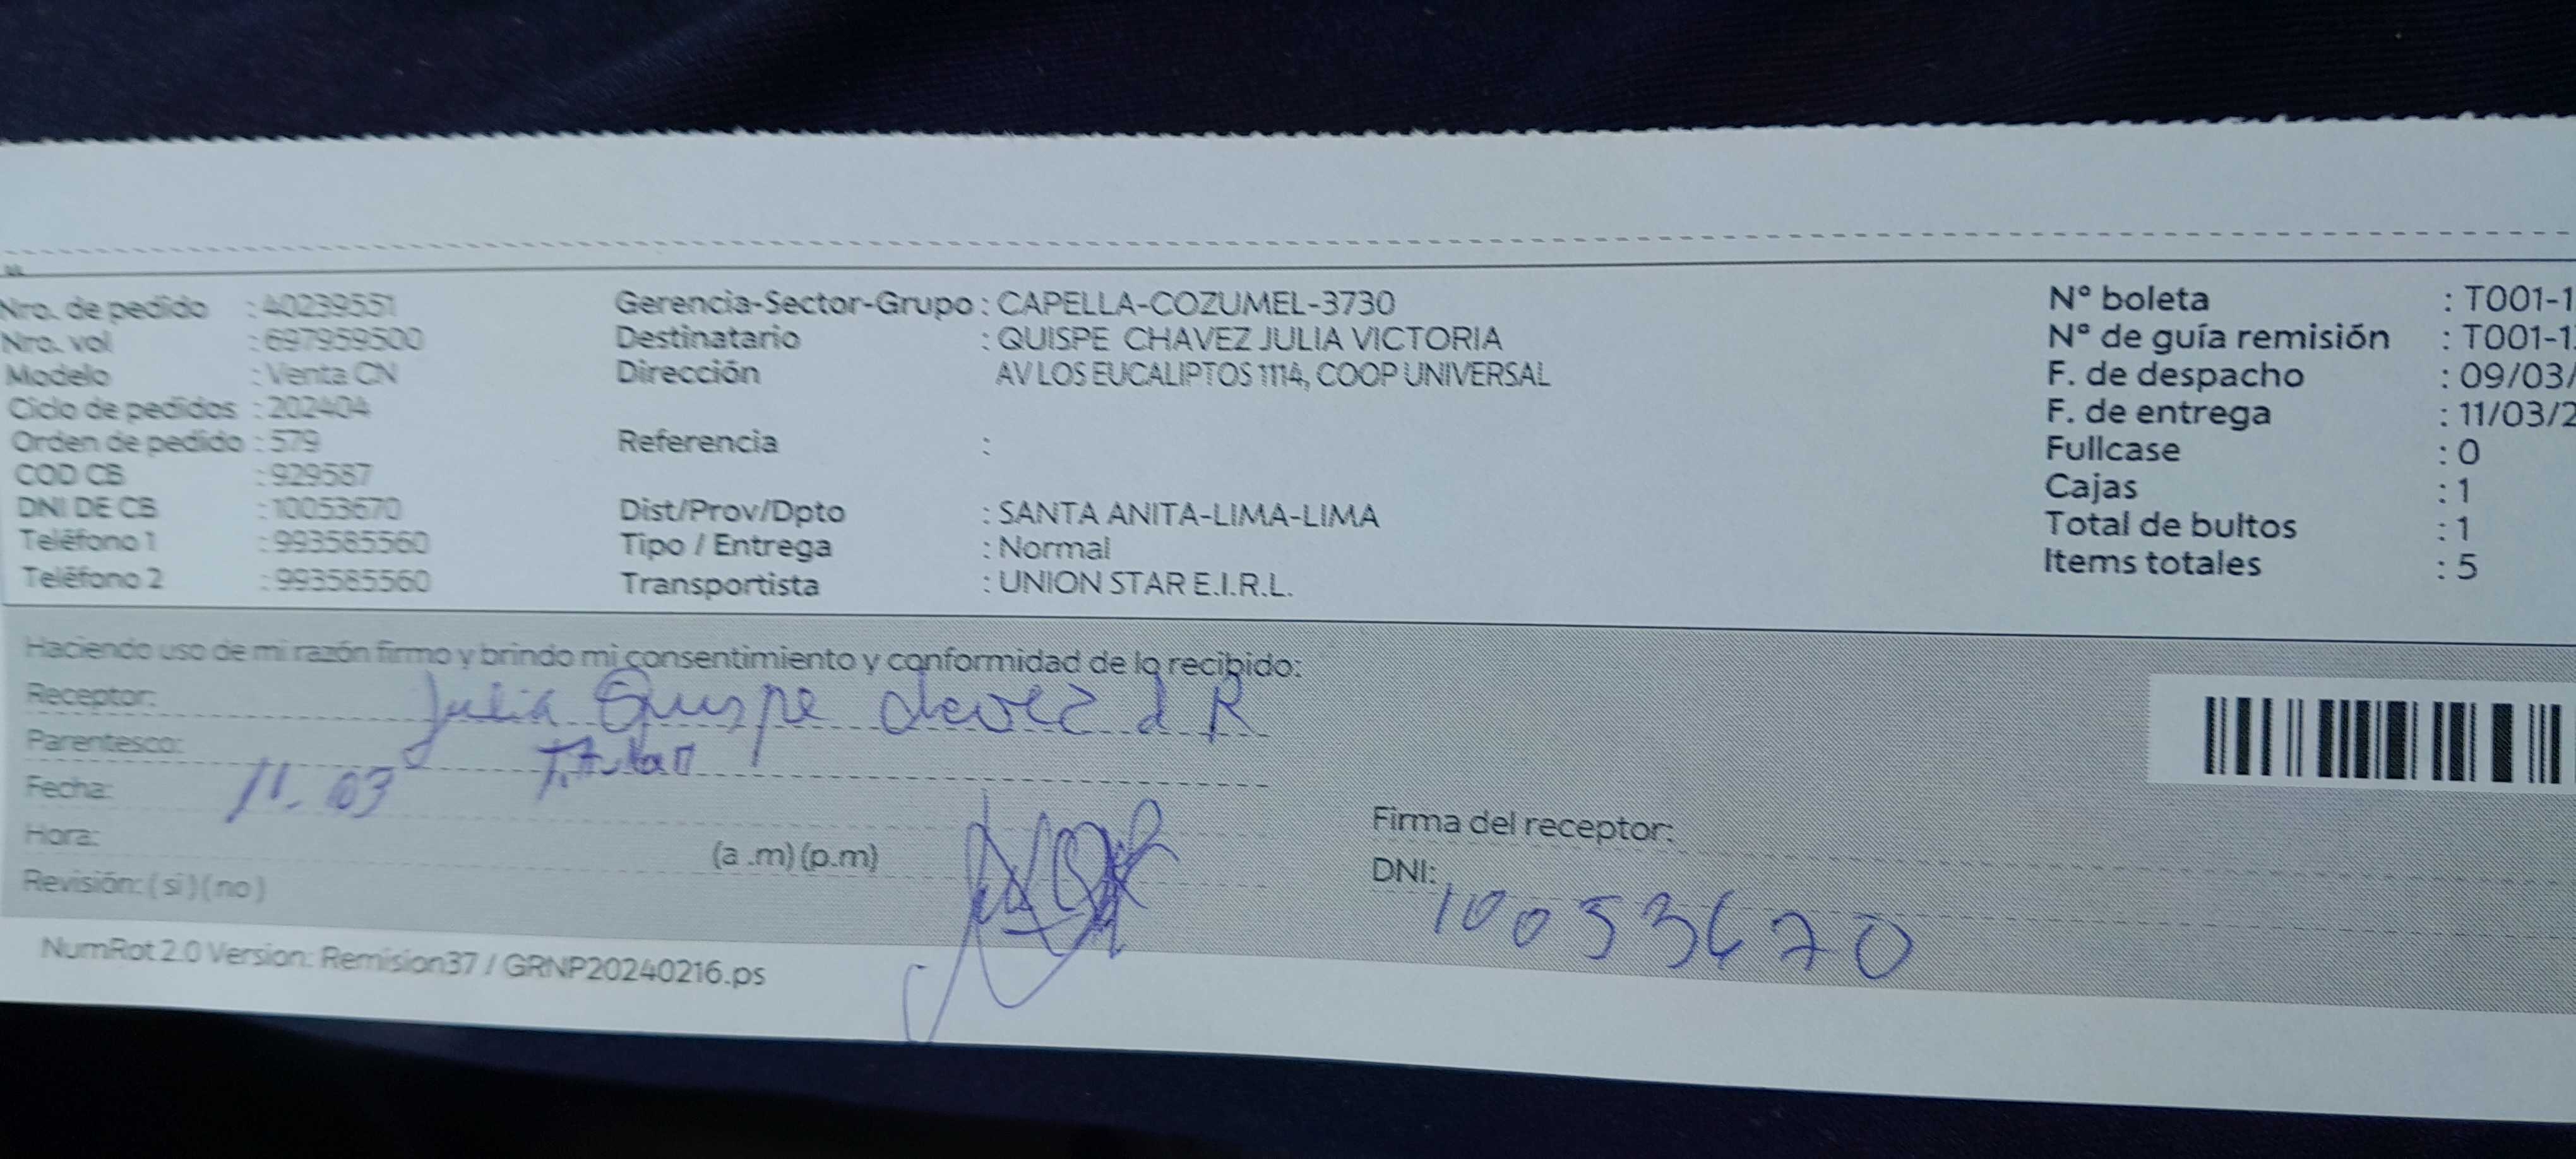 Nro. de pedido : 40239551
Nro. vol : 697959500
Modelo : Venta CN
Ciclo de pedidos : 202404
Orden de pedido : 579
COD CB : 929587
DNI DE CB : 10053670
Teléfono 1 : 993585560
Teléfono 2 : 993585560
Gerencia-Sector-Grupo : CAPELLA-COZUMEL-3730
Destinatario : QUISPE CHAVEZ JULIA VICTORIA
Dirección AV LOS EUCALIPTOS 1114, COOP UNIVERSAL
Referencia :
Dist/Prov/Dpto : SANTA ANITA-LIMA-LIMA
Tipo / Entrega : Normal
Transportista : UNION STAR E.I.R.L.
Nº boleta : T001-1
Nº de guía remisión : T001-1
F. de despacho : 09/03/
F. de entrega : 11/03/2
Fullcase : 0
Cajas : 1
Total de bultos : 1
Items totales : 5
Haciendo uso de mi razón firmo y brindo mi consentimiento y conformidad de lo recibido:
Receptor: Julia Quispe chavez d R
Parentesco: Titular
Fecha: 11.03
Hora: (a .m) (p.m)
Revisión: ( si ) ( no )
Firma del receptor:
DNI: 10053670
NumRot 2.0 Version: Remision37 / GRNP20240216.ps